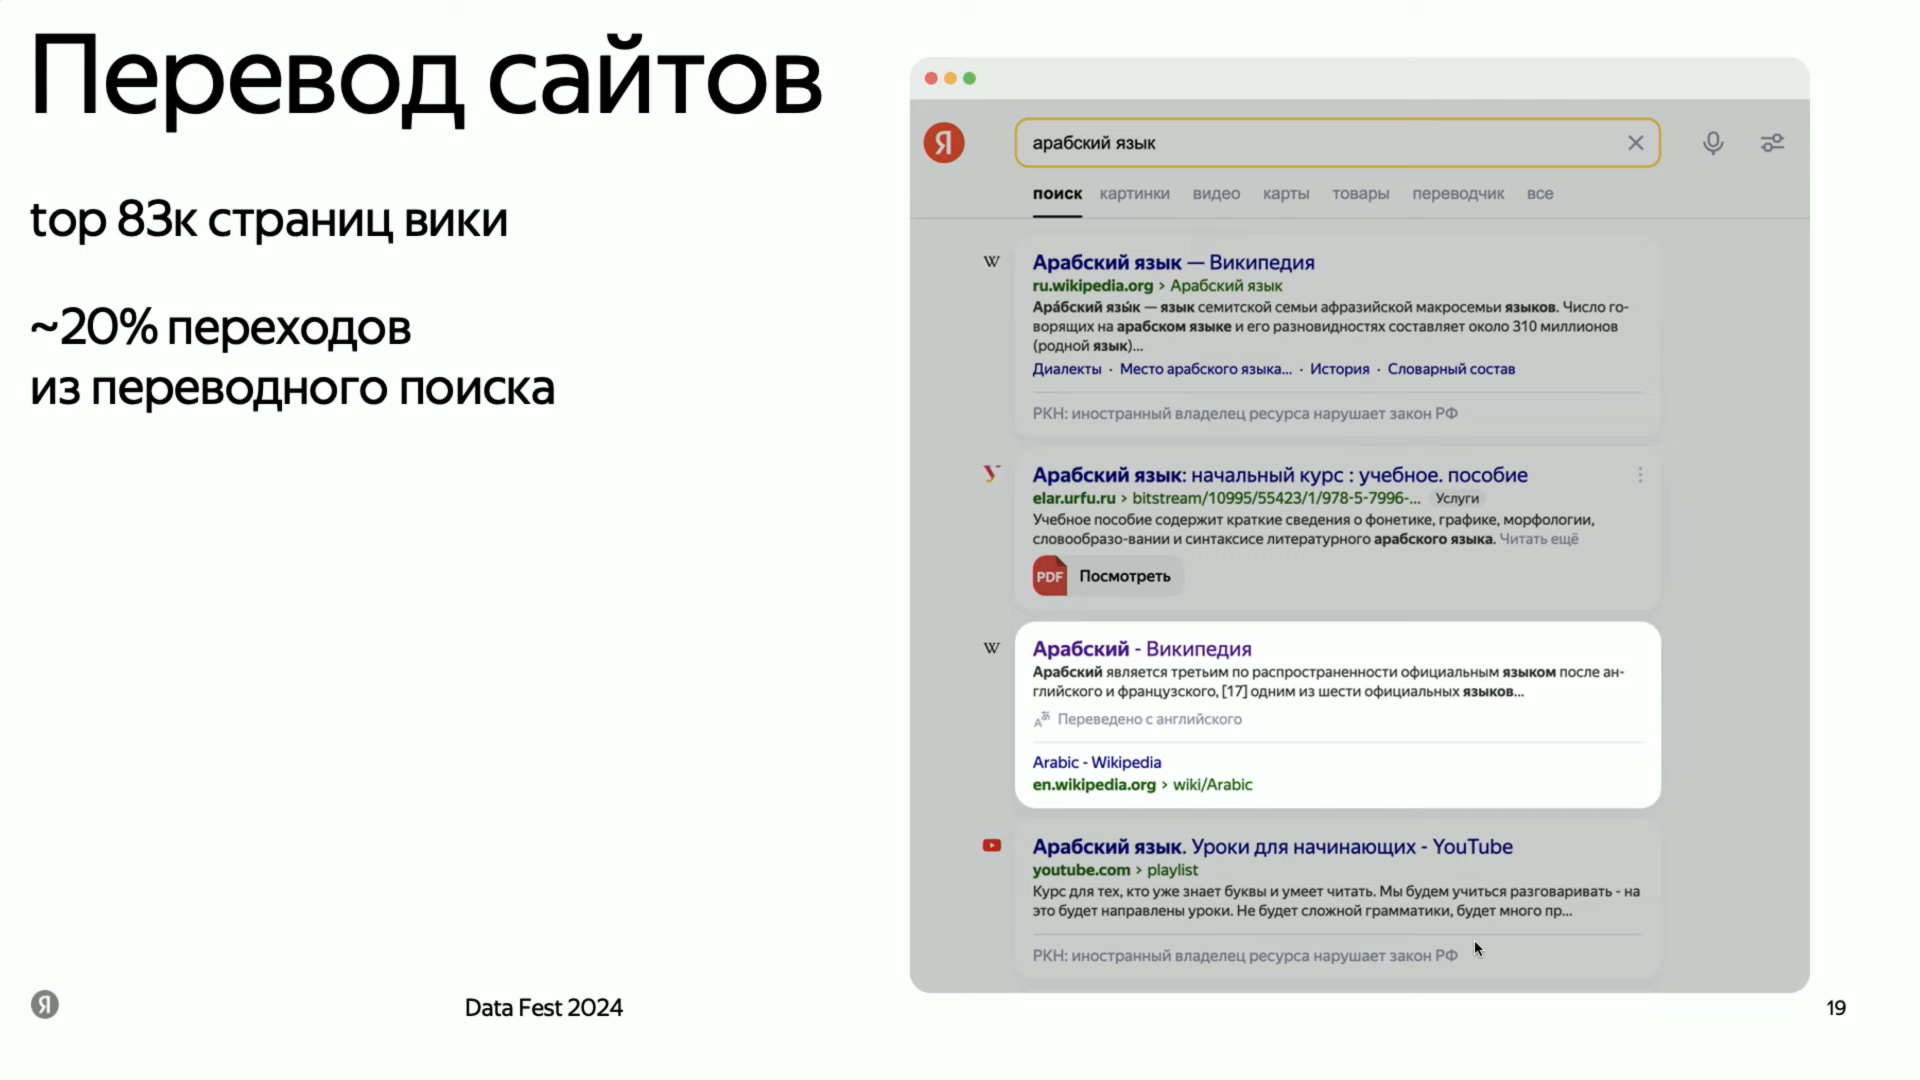 Перевод сайтов
top 83к страниц вики
~20% переходов
из переводного поиска
Я
арабский язык
поиск картинки видео карты товары переводчик все
W
Арабский язык — Википедия
ru.wikipedia.org › Арабский язык
Ара́бский язы́к — язык семитской семьи афразийской макросемьи языков. Число го-
ворящих на арабском языке и его разновидностях составляет около 310 миллионов
(родной язык)...
Диалекты · Место арабского языка... · История · Словарный состав
РКН: иностранный владелец ресурса нарушает закон РФ
Арабский язык: начальный курс : учебное. пособие
elar.urfu.ru › bitstream/10995/55423/1/978-5-7996-... Услуги
Учебное пособие содержит краткие сведения о фонетике, графике, морфологии,
словообразо-вании и синтаксисе литературного арабского языка. Читать ещё
PDF Посмотреть
W
Арабский - Википедия
Арабский является третьим по распространенности официальным языком после ан-
глийского и французского, [17] одним из шести официальных языков...
Переведено с английского
Arabic - Wikipedia
en.wikipedia.org › wiki/Arabic
Арабский язык. Уроки для начинающих - YouTube
youtube.com › playlist
Курс для тех, кто уже знает буквы и умеет читать. Мы будем учиться разговаривать - на
это будет направлены уроки. Не будет сложной грамматики, будет много пр...
РКН: иностранный владелец ресурса нарушает закон РФ
Я
Data Fest 2024
19